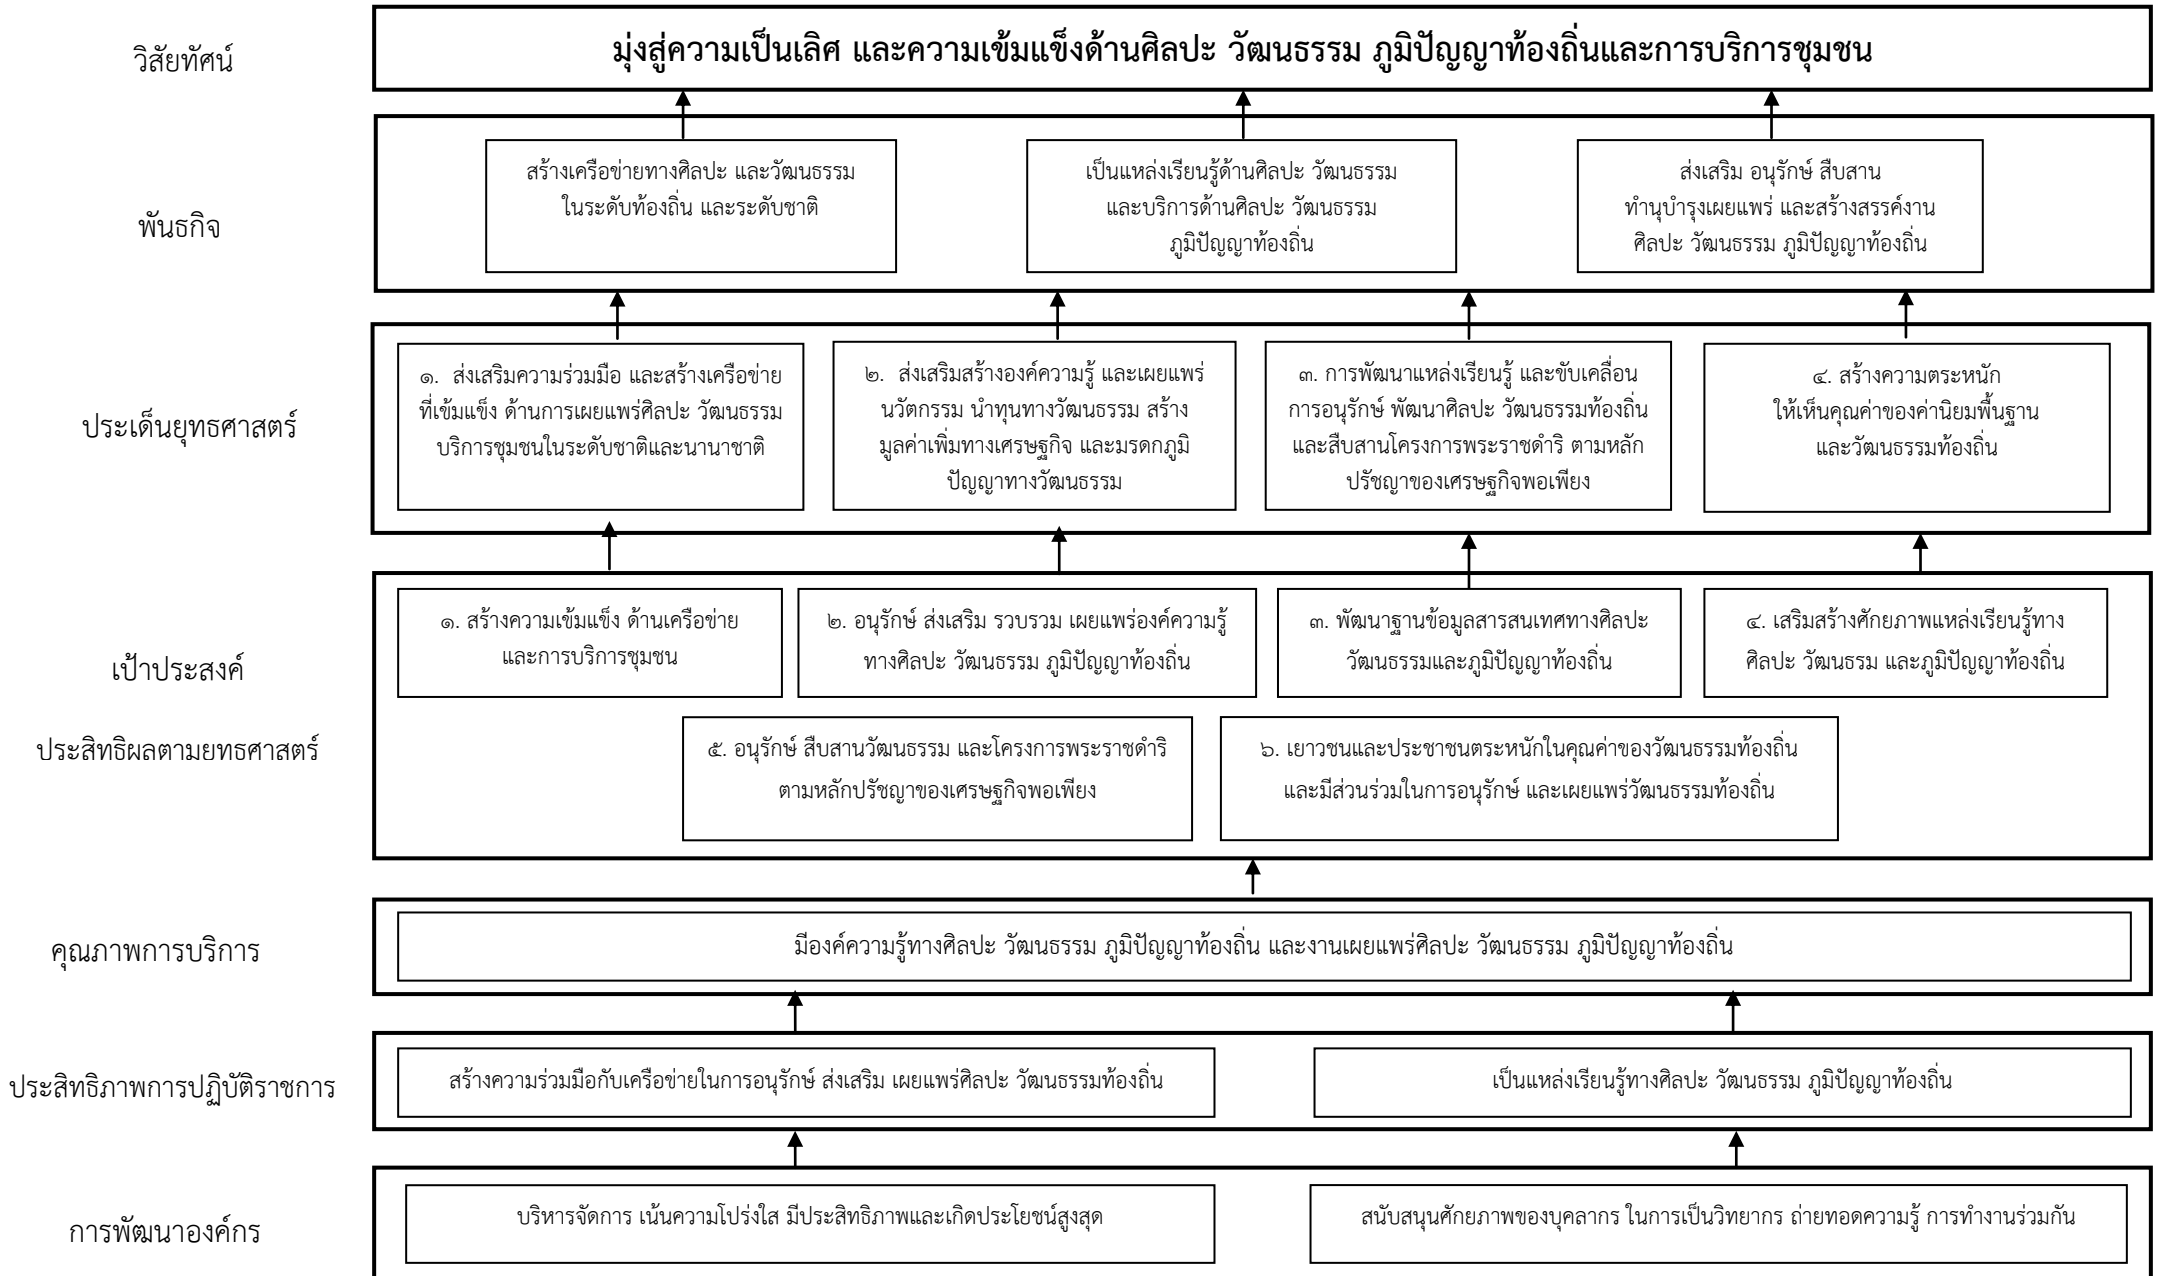 วิสัยทัศน์
มุ่งสู่ความเป็นเลิศ และความเข้มแข็งด้านศิลปะ วัฒนธรรม ภูมิปัญญาท้องถิ่นและการบริการชุมชน
พันธกิจ
สร้างเครือข่ายทางศิลปะ และวัฒนธรรม
ในระดับท้องถิ่น และระดับชาติ
เป็นแหล่งเรียนรู้ด้านศิลปะ วัฒนธรรม
และบริการด้านศิลปะ วัฒนธรรม
ภูมิปัญญาท้องถิ่น
ส่งเสริม อนุรักษ์ สืบสาน
ทำนุบำรุงเผยแพร่ และสร้างสรรค์งาน
ศิลปะ วัฒนธรรม ภูมิปัญญาท้องถิ่น
ประเด็นยุทธศาสตร์
๑. ส่งเสริมความร่วมมือ และสร้างเครือข่าย
ที่เข้มแข็ง ด้านการเผยแพร่ศิลปะ วัฒนธรรม
บริการชุมชนในระดับชาติและนานาชาติ
๒. ส่งเสริมสร้างองค์ความรู้ และเผยแพร่
นวัตกรรม นำทุนทางวัฒนธรรม สร้าง
มูลค่าเพิ่มทางเศรษฐกิจ และมรดกภูมิ
ปัญญาทางวัฒนธรรม
๓. การพัฒนาแหล่งเรียนรู้ และขับเคลื่อน
การอนุรักษ์ พัฒนาศิลปะ วัฒนธรรมท้องถิ่น
และสืบสานโครงการพระราชดำริ ตามหลัก
ปรัชญาของเศรษฐกิจพอเพียง
๔. สร้างความตระหนัก
ให้เห็นคุณค่าของค่านิยมพื้นฐาน
และวัฒนธรรมท้องถิ่น
เป้าประสงค์
ประสิทธิผลตามยทธศาสตร์
๑. สร้างความเข้มแข็ง ด้านเครือข่าย
และการบริการชุมชน
๒. อนุรักษ์ ส่งเสริม รวบรวม เผยแพร่องค์ความรู้
ทางศิลปะ วัฒนธรรม ภูมิปัญญาท้องถิ่น
๓. พัฒนาฐานข้อมูลสารสนเทศทางศิลปะ
วัฒนธรรมและภูมิปัญญาท้องถิ่น
๔. เสริมสร้างศักยภาพแหล่งเรียนรู้ทาง
ศิลปะ วัฒนธรม และภูมิปัญญาท้องถิ่น
๕. อนุรักษ์ สืบสานวัฒนธรรม และโครงการพระราชดำริ
ตามหลักปรัชญาของเศรษฐกิจพอเพียง
๖. เยาวชนและประชาชนตระหนักในคุณค่าของวัฒนธรรมท้องถิ่น
และมีส่วนร่วมในการอนุรักษ์ และเผยแพร่วัฒนธรรมท้องถิ่น
คุณภาพการบริการ
มีองค์ความรู้ทางศิลปะ วัฒนธรรม ภูมิปัญญาท้องถิ่น และงานเผยแพร่ศิลปะ วัฒนธรรม ภูมิปัญญาท้องถิ่น
ประสิทธิภาพการปฏิบัติราชการ
สร้างความร่วมมือกับเครือข่ายในการอนุรักษ์ ส่งเสริม เผยแพร่ศิลปะ วัฒนธรรมท้องถิ่น
เป็นแหล่งเรียนรู้ทางศิลปะ วัฒนธรรม ภูมิปัญญาท้องถิ่น
การพัฒนาองค์กร
บริหารจัดการ เน้นความโปร่งใส มีประสิทธิภาพและเกิดประโยชน์สูงสุด
สนับสนุนศักยภาพของบุคลากร ในการเป็นวิทยากร ถ่ายทอดความรู้ การทำงานร่วมกัน